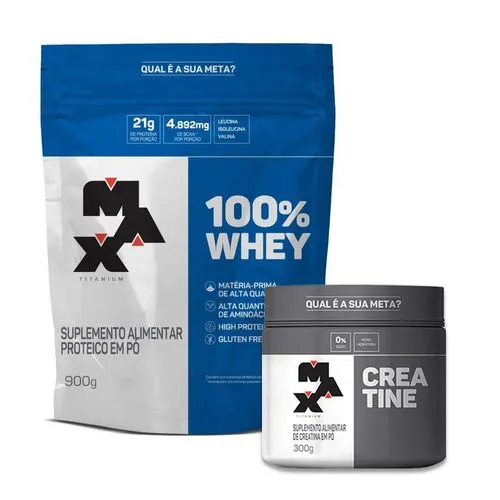 QUAL É A SUA META?
21g
DE PROTEÍNA
POR PORÇÃO
4.892mg
DE BCAA**
POR PORÇÃO
LEUCINA
ISOLEUCINA
VALINA
MAX
TITANIUM
100%
WHEY
MATÉRIA-PRIMA
DE ALTA QUA
ALTA QUANT
DE AMINOÁC
HIGH PROTE
GLUTEN FRE
SUPLEMENTO ALIMENTAR
PROTEICO EM PÓ
900g
QUAL É A SUA META?
0%
MONO
HIDRATADA
MAX
TITANIUM
CREA
TINE
SUPLEMENTO ALIMENTAR
DE CREATINA EM PÓ
300g